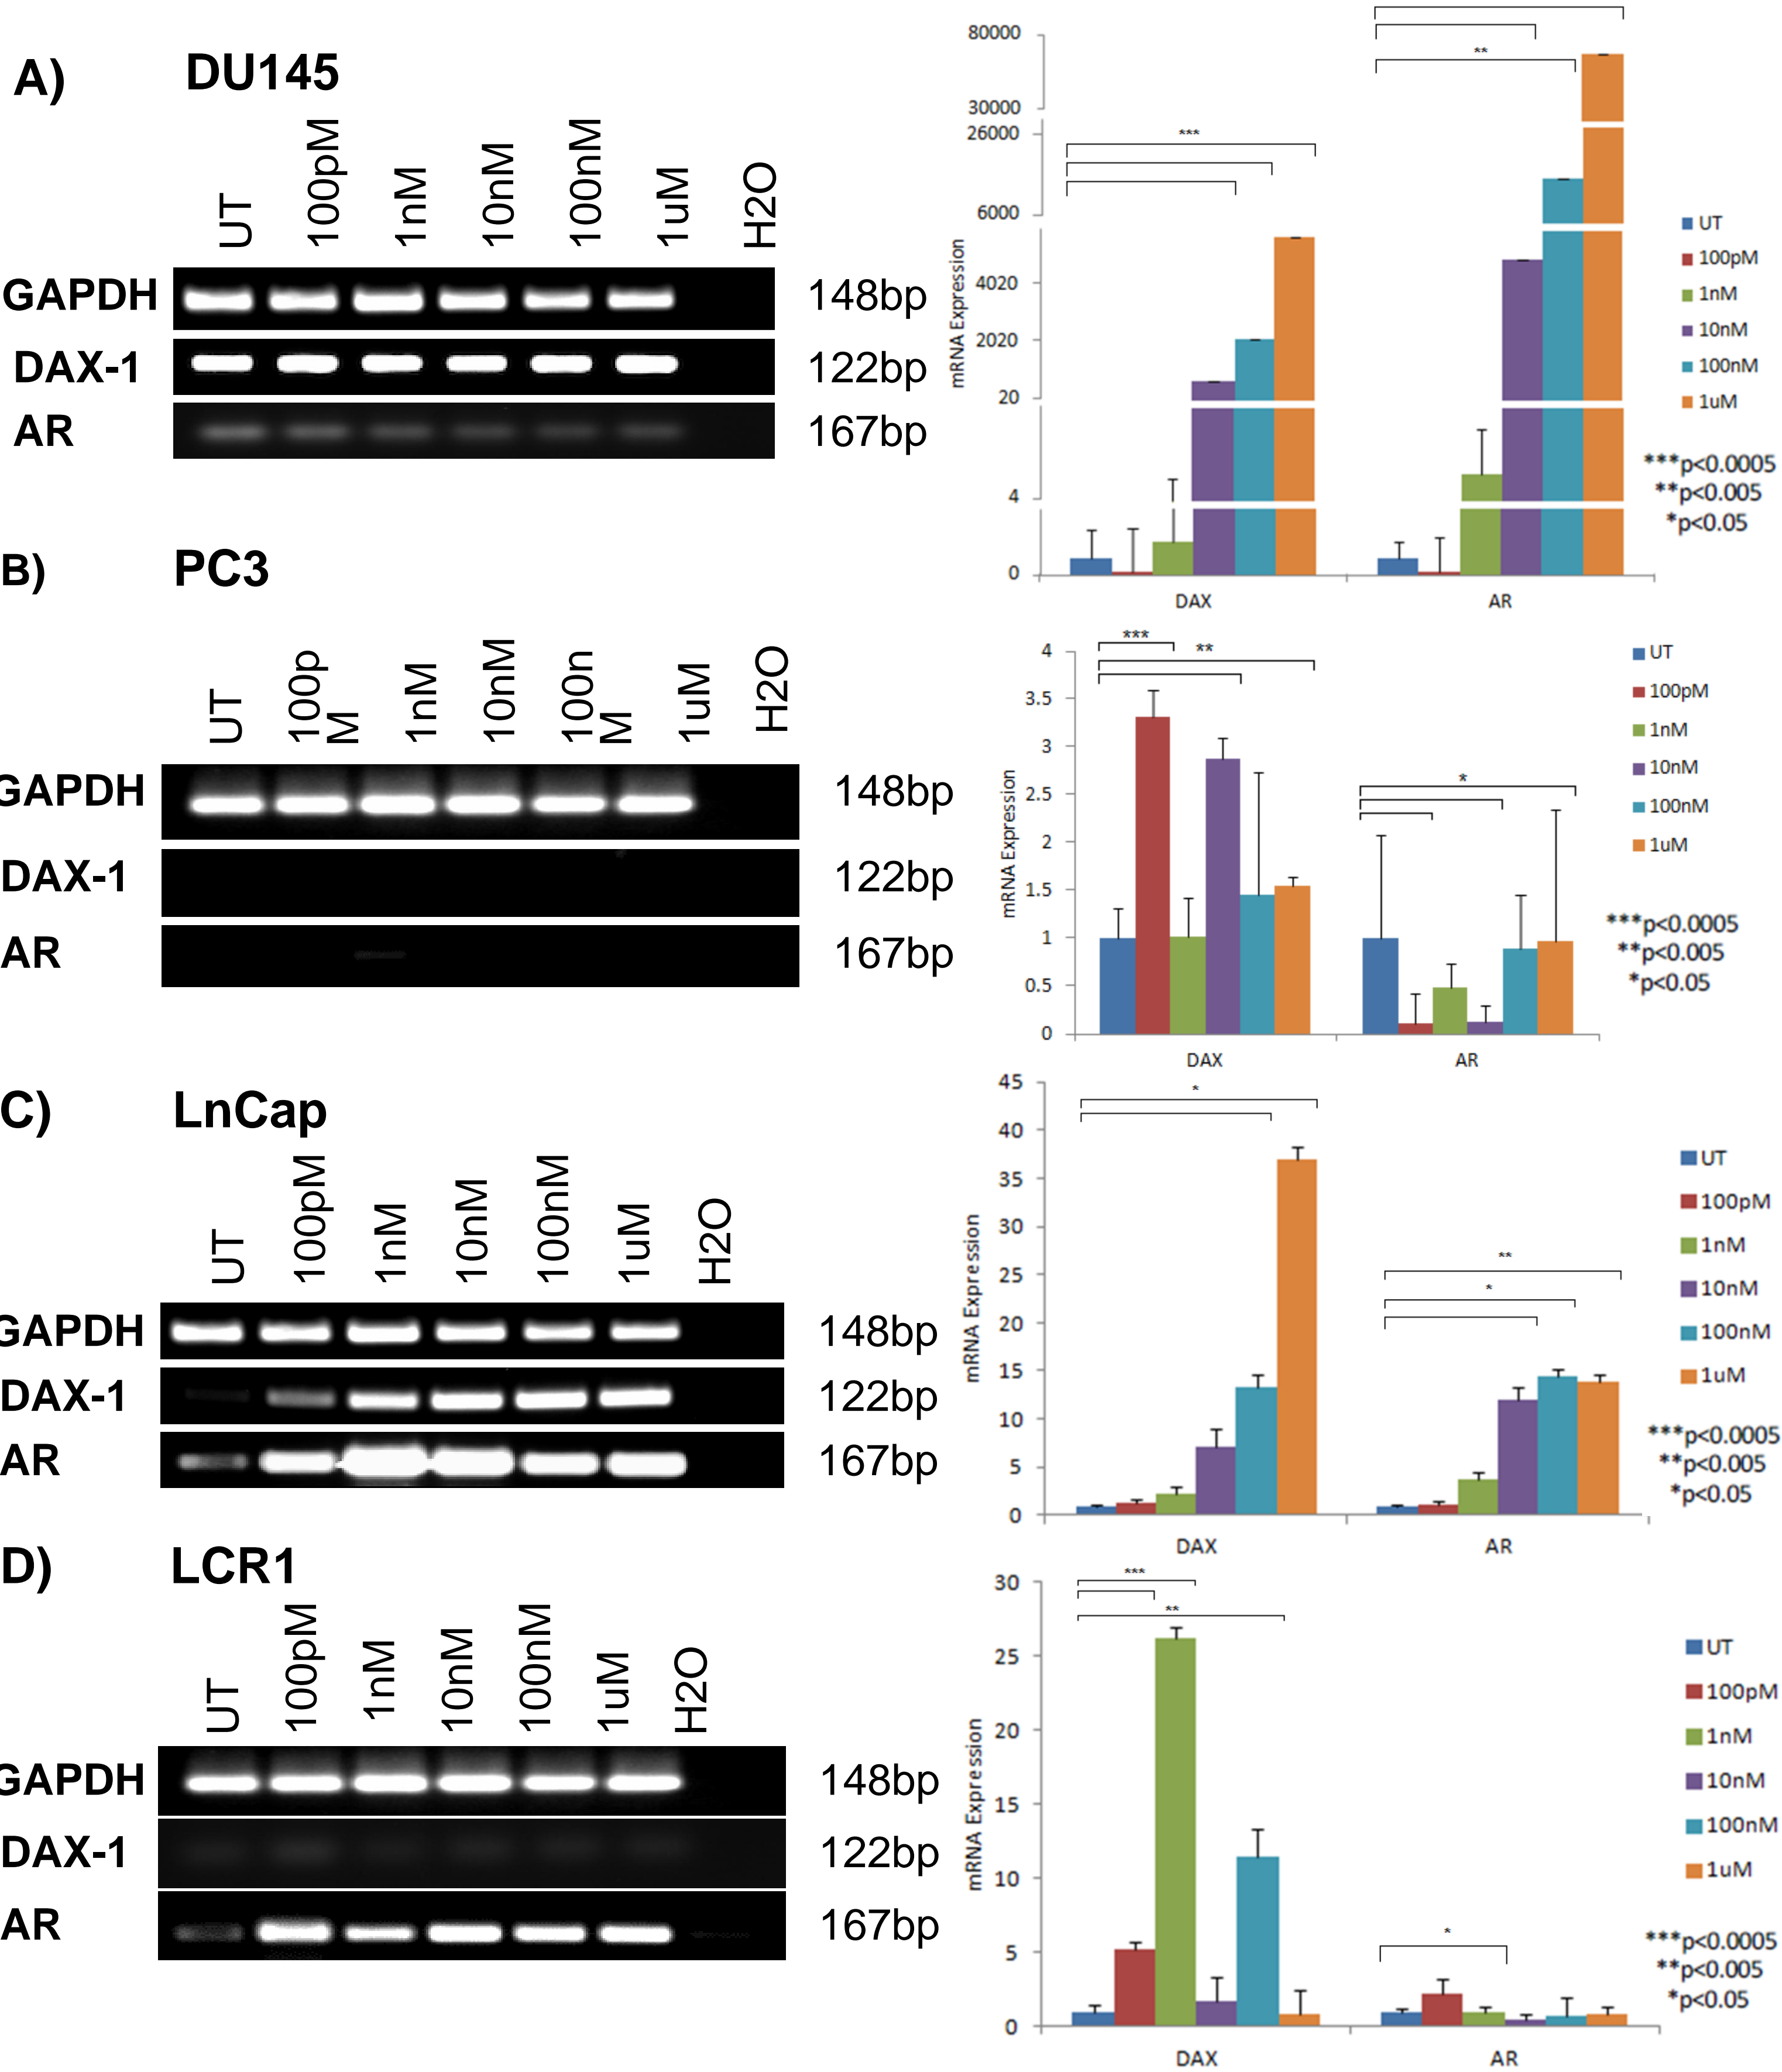 A)
DU145
UT
100pM
1nM
10nM
100nM
1uM
H2O
GAPDH
148bp
DAX-1
122bp
AR
167bp
**
***
80000
30000
26000
6000
4020
2020
20
4
0
mRNA Expression
DAX
AR
UT
100pM
1nM
10nM
100nM
1uM
***p<0.0005
**p<0.005
*p<0.05
B)
PC3
UT
100p
M
1nM
10nM
100n
M
1uM
H2O
GAPDH
148bp
DAX-1
122bp
AR
167bp
***
**
*
4
3.5
3
2.5
2
1.5
1
0.5
0
mRNA Expression
DAX
AR
UT
100pM
1nM
10nM
100nM
1uM
***p<0.0005
**p<0.005
*p<0.05
C)
LnCap
UT
100pM
1nM
10nM
100nM
1uM
H2O
GAPDH
148bp
DAX-1
122bp
AR
167bp
*
**
*
45
40
35
30
25
20
15
10
5
0
mRNA Expression
DAX
AR
UT
100pM
1nM
10nM
100nM
1uM
***p<0.0005
**p<0.005
*p<0.05
D)
LCR1
UT
100pM
1nM
10nM
100nM
1uM
H2O
GAPDH
148bp
DAX-1
122bp
AR
167bp
***
**
*
30
25
20
15
10
5
0
mRNA Expression
DAX
AR
UT
100pM
1nM
10nM
100nM
1uM
***p<0.0005
**p<0.005
*p<0.05